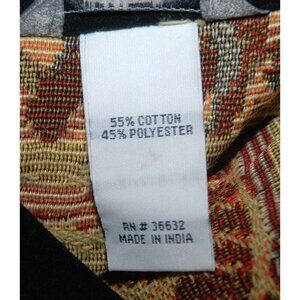 55% COTTON
45% POLYESTER
RN # 36632
MADE IN INDIA